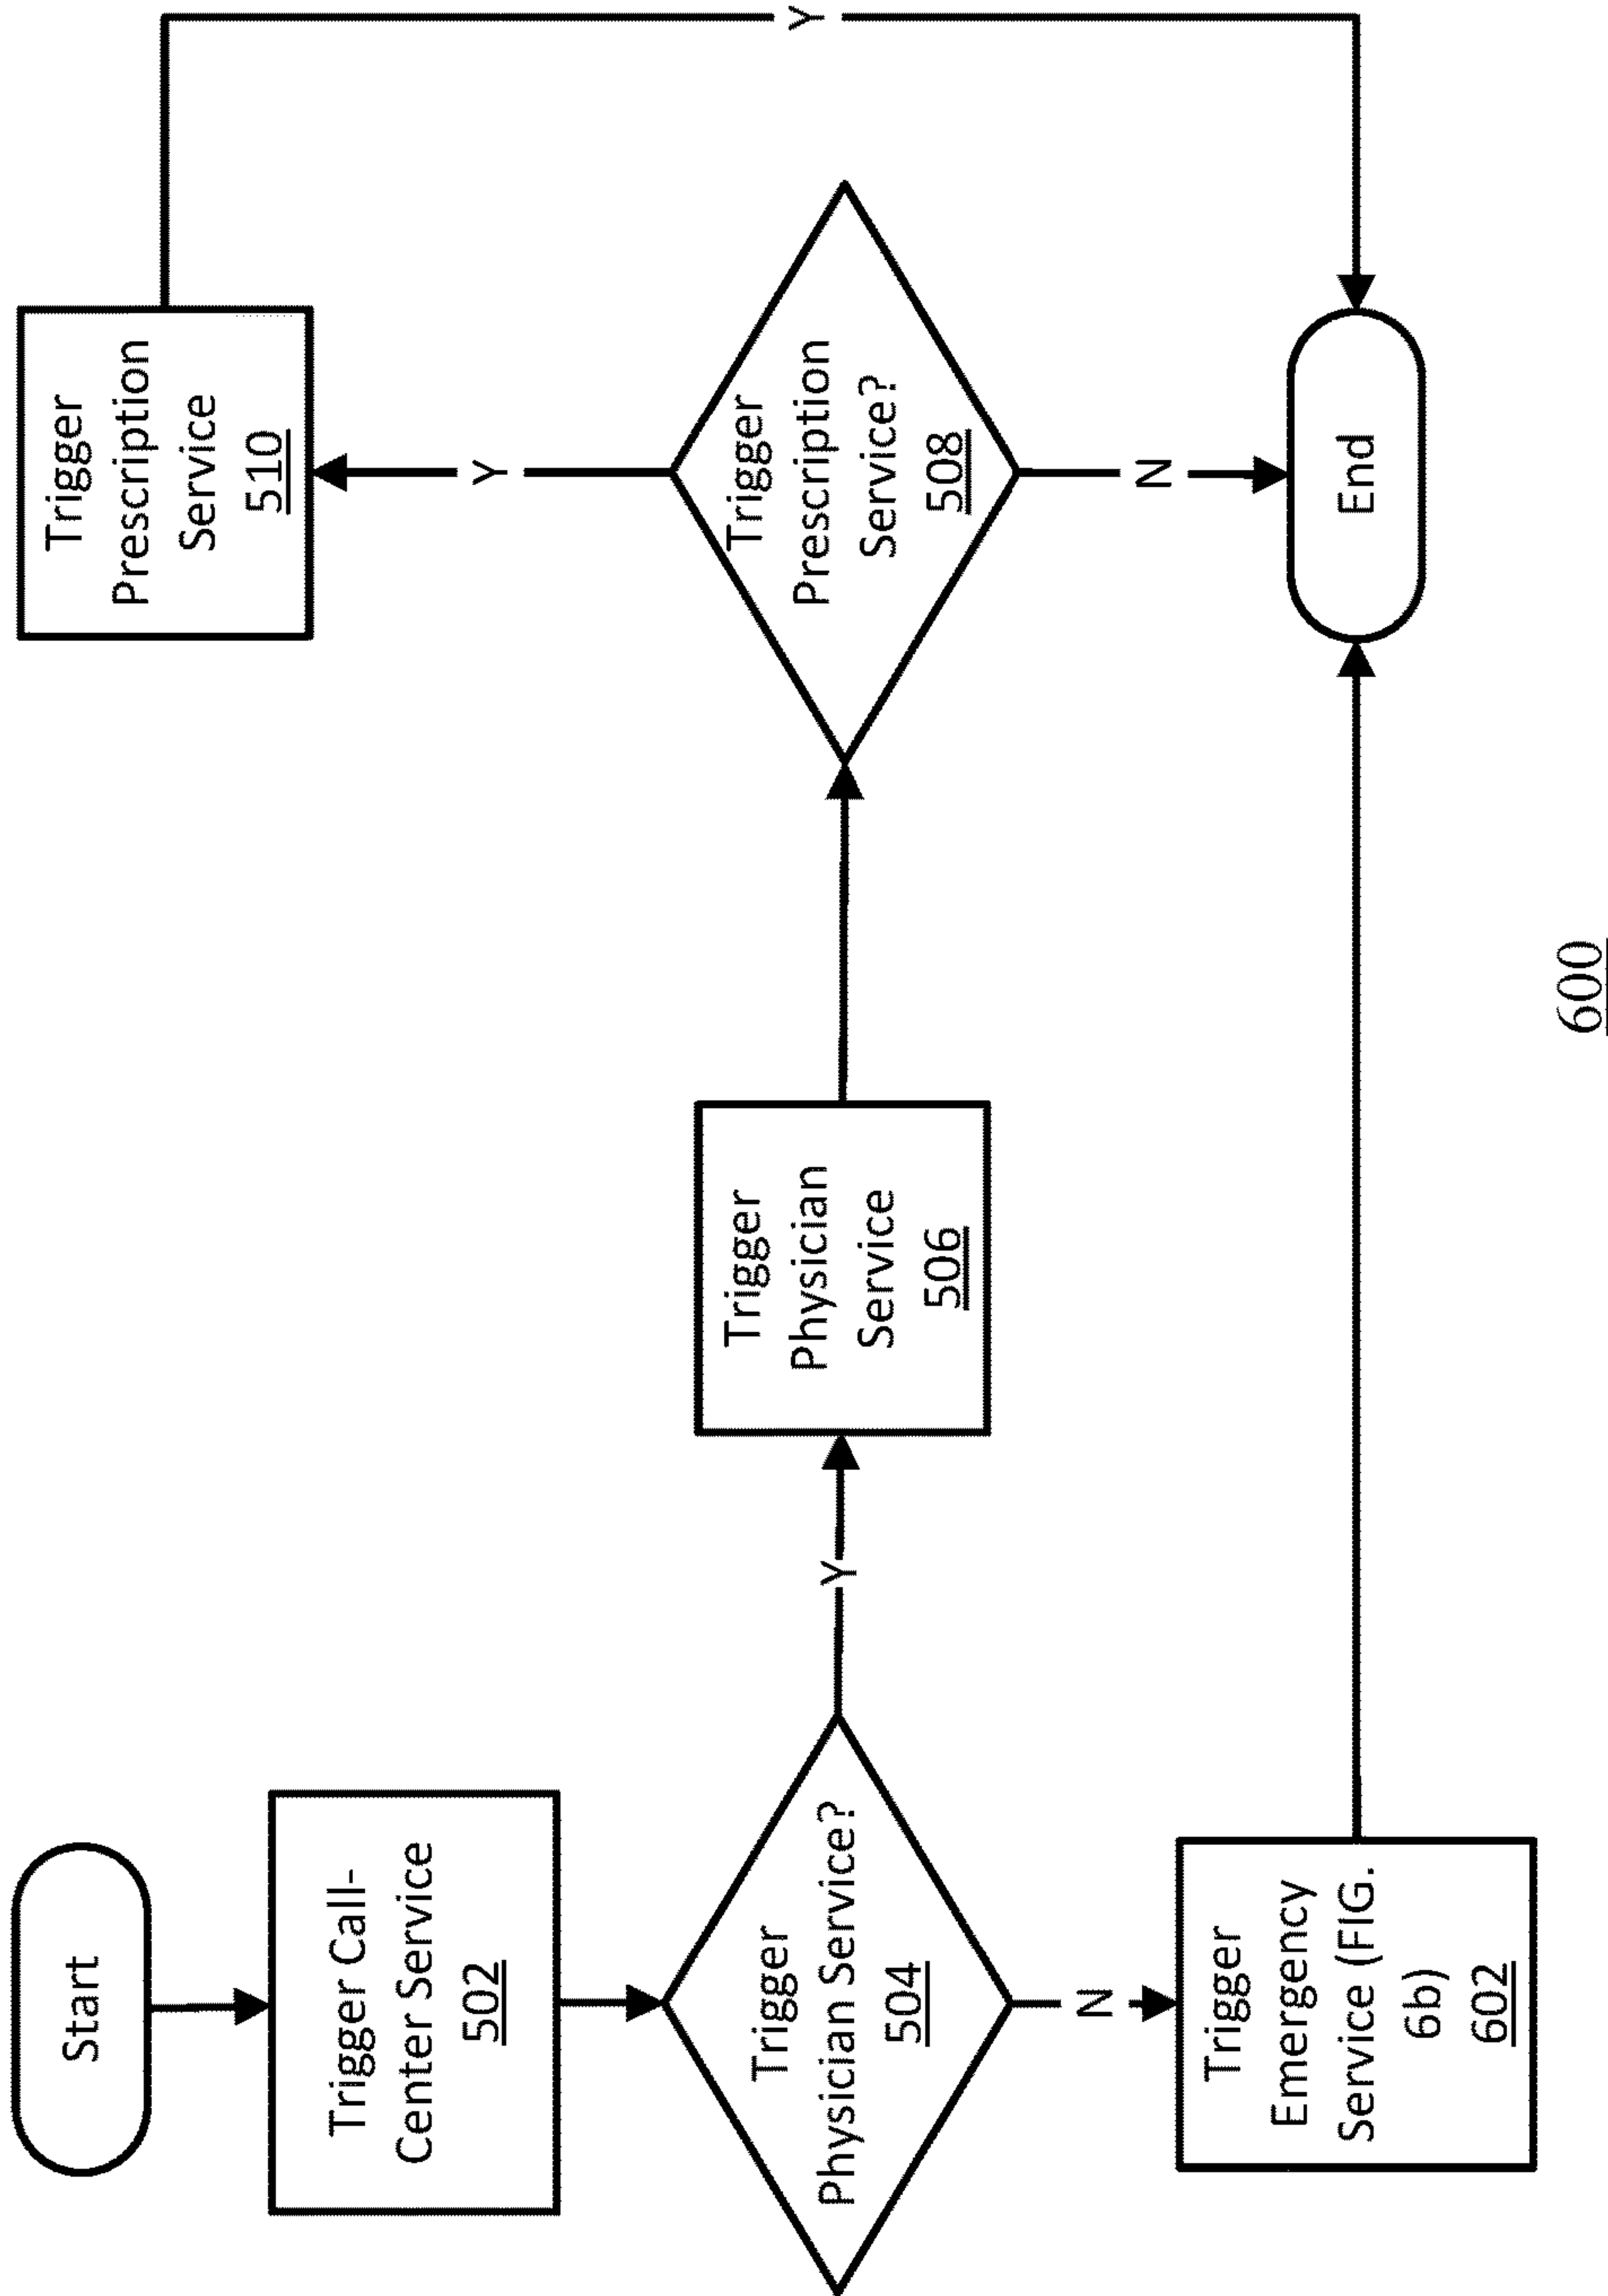 Start
Trigger Call-
Center Service
502
Trigger
Physician Service?
504
Y
N
Trigger
Emergency
Service (FIG.
6b)
602
Trigger
Physician
Service
506
Trigger
Prescription
Service?
508
Y
N
Trigger
Prescription
Service
510
Y
End
600